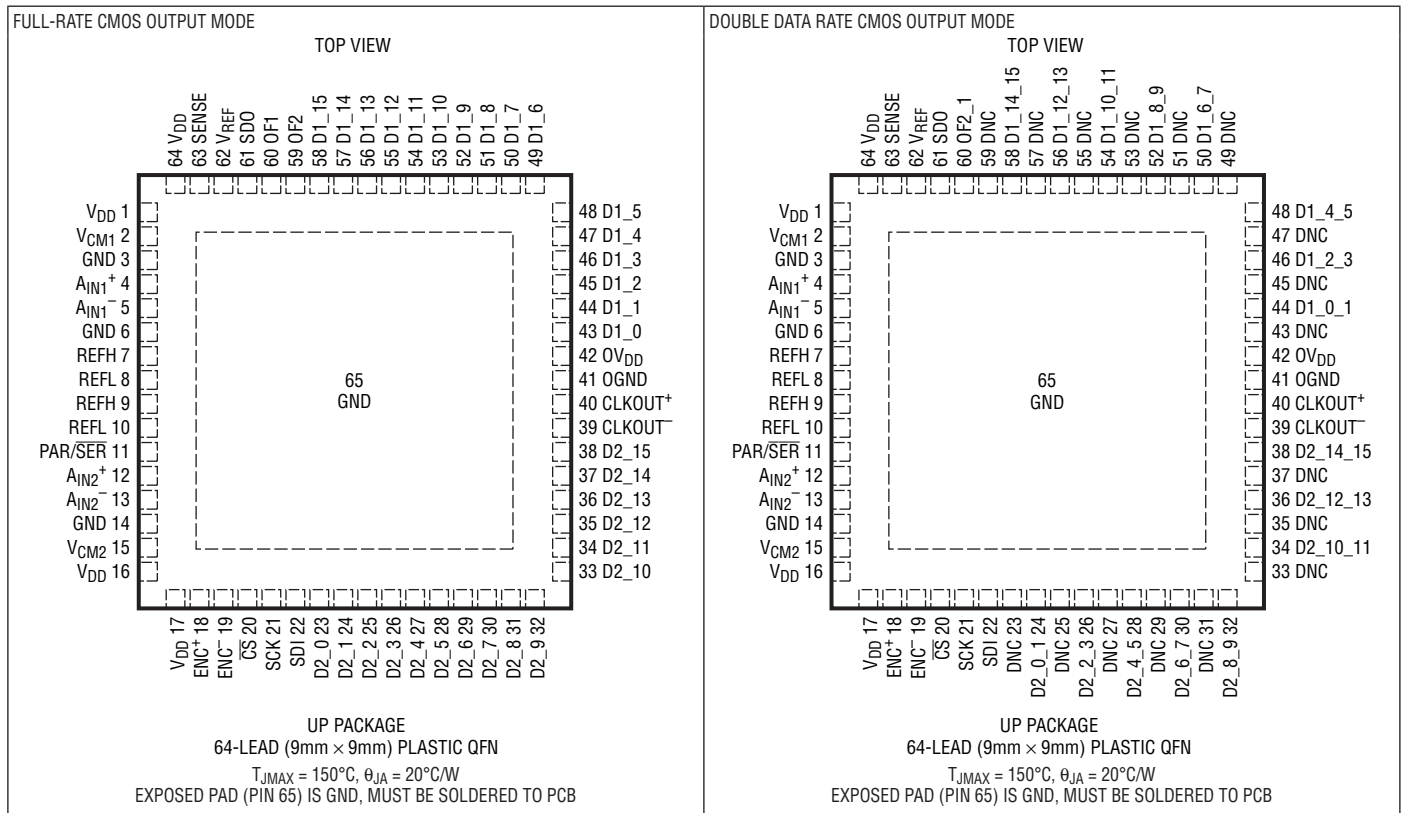 FULL-RATE CMOS OUTPUT MODE
TOP VIEW
64 VDD
63 SENSE
62 VREF
61 SDO
60 OF1
59 OF2
58 D1_15
57 D1_14
56 D1_13
55 D1_12
54 D1_11
53 D1_10
52 D1_9
51 D1_8
50 D1_7
49 D1_6
VDD 1
VCM1 2
GND 3
AIN1+ 4
AIN1– 5
GND 6
REFH 7
REFL 8
REFH 9
REFL 10
PAR/SER 11
AIN2+ 12
AIN2– 13
GND 14
VCM2 15
VDD 16
65
GND
48 D1_5
47 D1_4
46 D1_3
45 D1_2
44 D1_1
43 D1_0
42 OVDD
41 OGND
40 CLKOUT+
39 CLKOUT–
38 D2_15
37 D2_14
36 D2_13
35 D2_12
34 D2_11
33 D2_10
VDD 17
ENC+ 18
ENC– 19
CS 20
SCK 21
SDI 22
D2_0 23
D2_1 24
D2_2 25
D2_3 26
D2_4 27
D2_5 28
D2_6 29
D2_7 30
D2_8 31
D2_9 32
UP PACKAGE
64-LEAD (9mm × 9mm) PLASTIC QFN
TJMAX = 150°C, θJA = 20°C/W
EXPOSED PAD (PIN 65) IS GND, MUST BE SOLDERED TO PCB
DOUBLE DATA RATE CMOS OUTPUT MODE
TOP VIEW
64 VDD
63 SENSE
62 VREF
61 SDO
60 OF2_1
59 DNC
58 D1_14_15
57 DNC
56 D1_12_13
55 DNC
54 D1_10_11
53 DNC
52 D1_8_9
51 DNC
50 D1_6_7
49 DNC
VDD 1
VCM1 2
GND 3
AIN1+ 4
AIN1– 5
GND 6
REFH 7
REFL 8
REFH 9
REFL 10
PAR/SER 11
AIN2+ 12
AIN2– 13
GND 14
VCM2 15
VDD 16
65
GND
48 D1_4_5
47 DNC
46 D1_2_3
45 DNC
44 D1_0_1
43 DNC
42 OVDD
41 OGND
40 CLKOUT+
39 CLKOUT–
38 D2_14_15
37 DNC
36 D2_12_13
35 DNC
34 D2_10_11
33 DNC
VDD 17
ENC+ 18
ENC– 19
CS 20
SCK 21
SDI 22
DNC 23
D2_0_1 24
DNC 25
D2_2_3 26
DNC 27
D2_4_5 28
DNC 29
D2_6_7 30
DNC 31
D2_8_9 32
UP PACKAGE
64-LEAD (9mm × 9mm) PLASTIC QFN
TJMAX = 150°C, θJA = 20°C/W
EXPOSED PAD (PIN 65) IS GND, MUST BE SOLDERED TO PCB